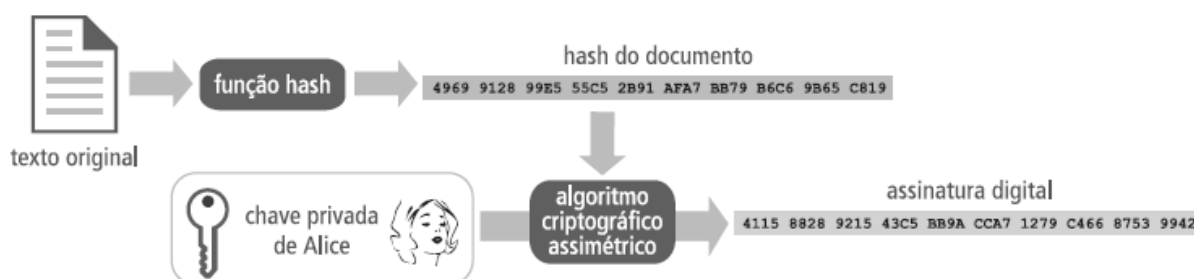 hash do documento
função hash
4969 9128 99E5 55C5 2B91 AFA7 BB79 B6C6 9B65 C819
texto original
chave privada
de Alice
algoritmo
criptográfico
assimétrico
assinatura digital
4115 8828 9215 43C5 BB9A CCA7 1279 C466 8753 9942